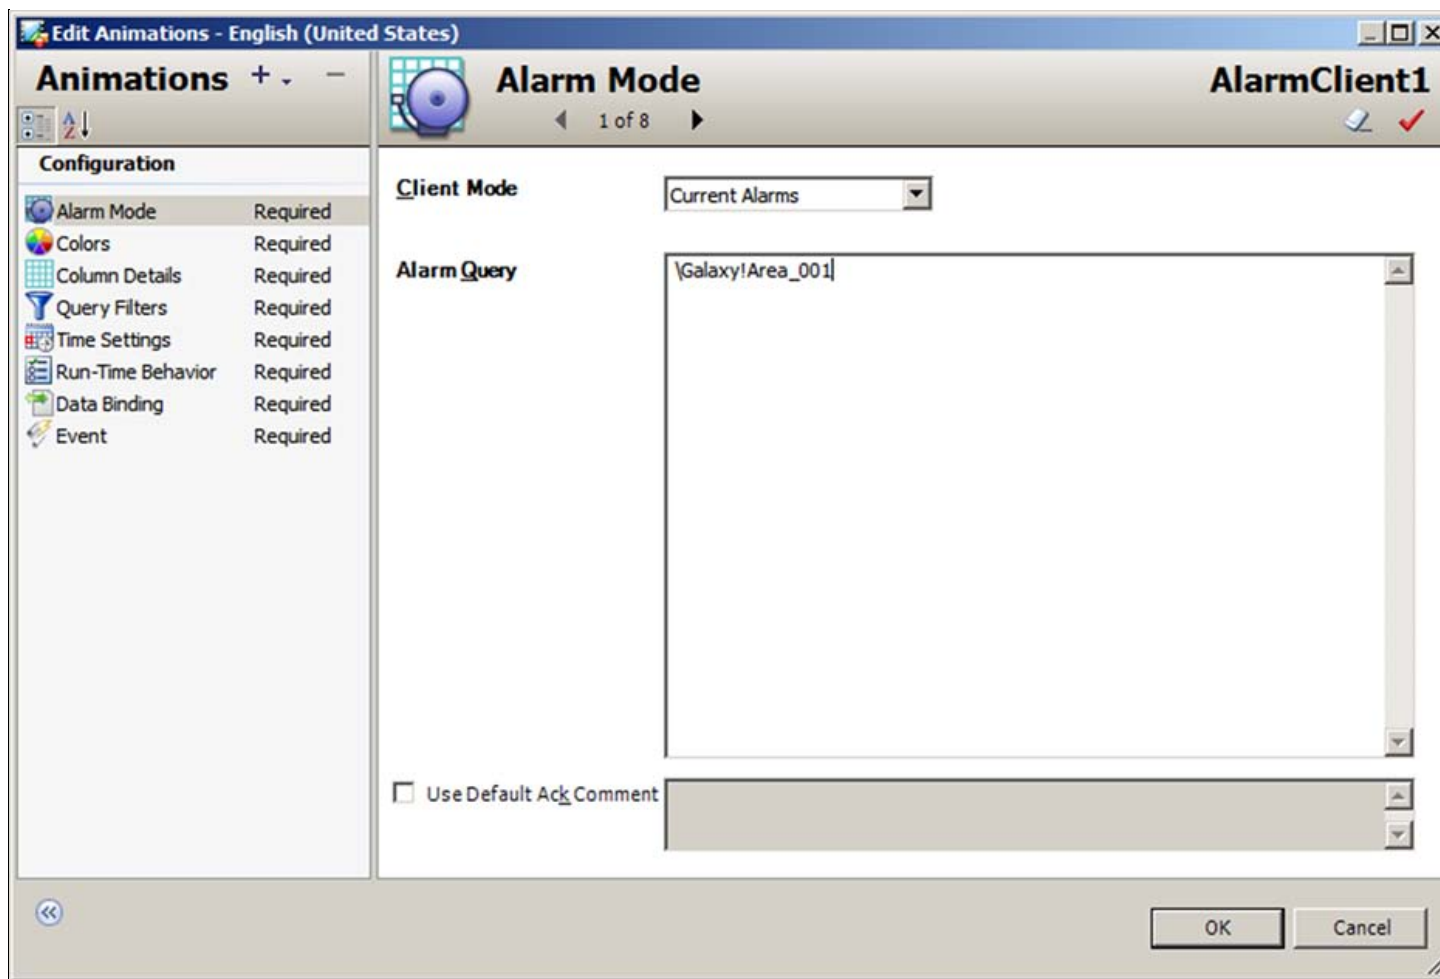 Edit Animations - English (United States)
Animations
Alarm Mode
AlarmClient1
1 of 8
Configuration
Alarm Mode Required
Colors Required
Column Details Required
Query Filters Required
Time Settings Required
Run-Time Behavior Required
Data Binding Required
Event Required
Client Mode
Current Alarms
Alarm Query
\Galaxy!Area_001
Use Default Ack Comment
OK
Cancel